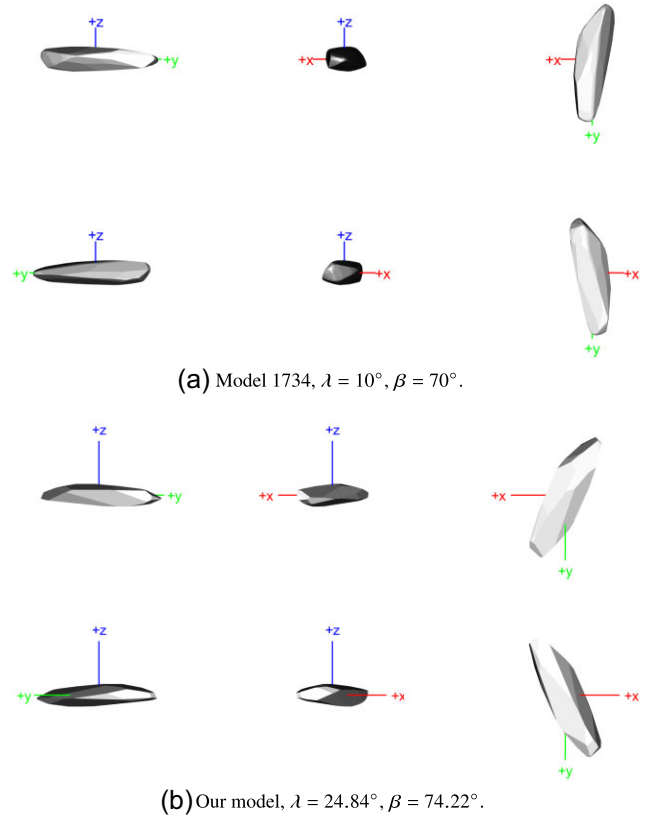 +z +z
+y +x +x
+y
+z +z
+y +x +x
+y
(a) Model 1734, λ = 10°, β = 70°.
+z +z
+y +x +x
+y
+z +z
+y +x +x
+y
(b) Our model, λ = 24.84°, β = 74.22°.